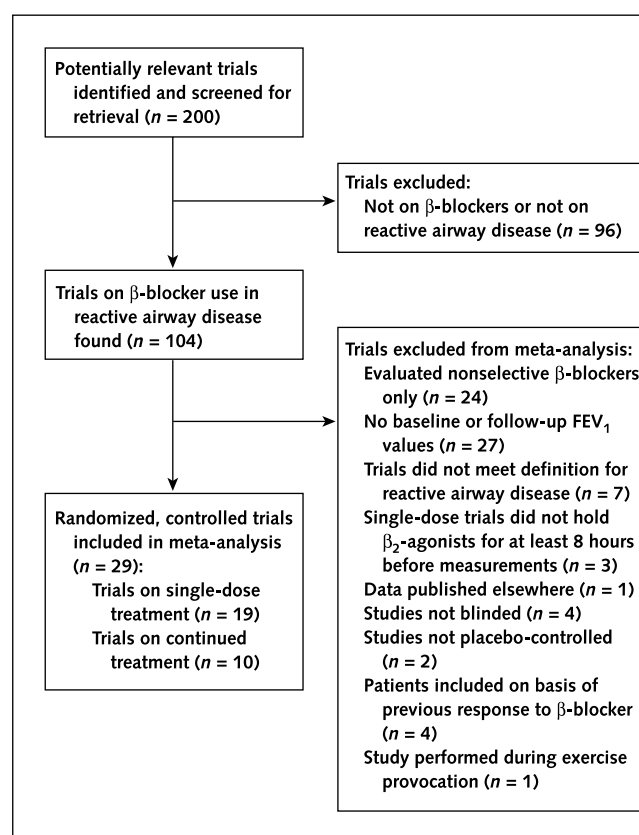 Potentially relevant trials
identified and screened for
retrieval (n = 200)
Trials excluded:
Not on β-blockers or not on
reactive airway disease (n = 96)
Trials on β-blocker use in
reactive airway disease
found (n = 104)
Trials excluded from meta-analysis:
Evaluated nonselective β-blockers
only (n = 24)
No baseline or follow-up FEV₁
values (n = 27)
Trials did not meet definition for
reactive airway disease (n = 7)
Single-dose trials did not hold
β₂-agonists for at least 8 hours
before measurements (n = 3)
Data published elsewhere (n = 1)
Studies not blinded (n = 4)
Studies not placebo-controlled
(n = 2)
Patients included on basis of
previous response to β-blocker
(n = 4)
Study performed during exercise
provocation (n = 1)
Randomized, controlled trials
included in meta-analysis
(n = 29):
Trials on single-dose
treatment (n = 19)
Trials on continued
treatment (n = 10)